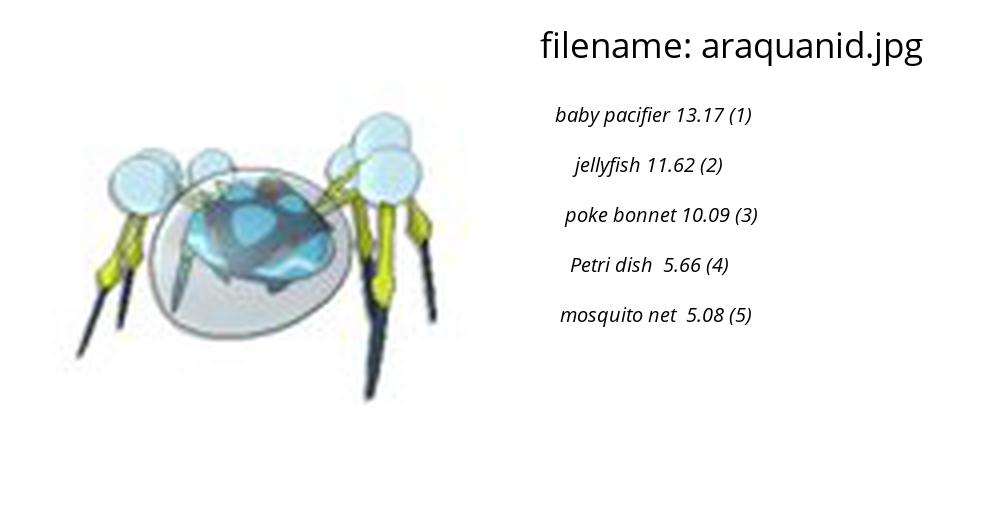 filename: araquanid.jpg
baby pacifier 13.17 (1)
jellyfish 11.62 (2)
poke bonnet 10.09 (3)
Petri dish  5.66 (4)
mosquito net  5.08 (5)